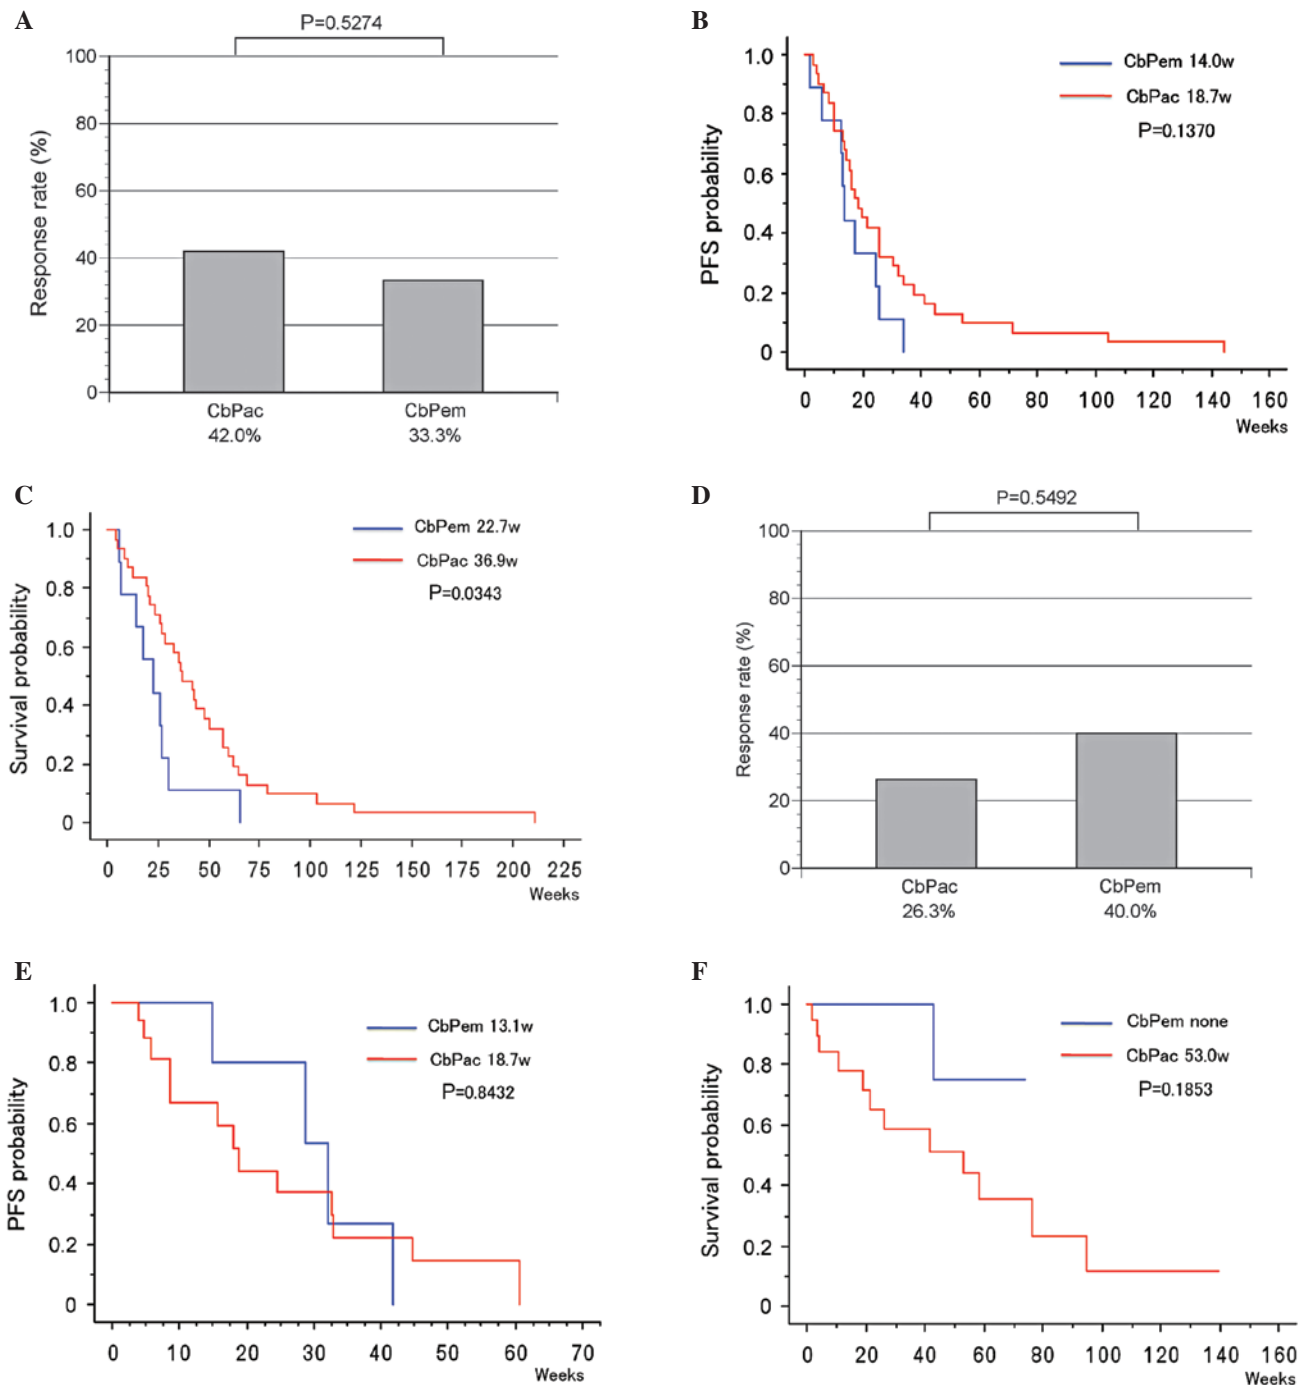 A
P=0.5274
Response rate (%)
100
80
60
40
20
0
CbPac
42.0%
CbPem
33.3%
B
CbPem 14.0w
CbPac 18.7w
P=0.1370
PFS probability
1.0
0.8
0.6
0.4
0.2
0
0 20 40 60 80 100 120 140 160
Weeks
C
CbPem 22.7w
CbPac 36.9w
P=0.0343
Survival probability
1.0
0.8
0.6
0.4
0.2
0
0 25 50 75 100 125 150 175 200 225
Weeks
D
P=0.5492
Response rate (%)
100
80
60
40
20
0
CbPac
26.3%
CbPem
40.0%
E
CbPem 13.1w
CbPac 18.7w
P=0.8432
PFS probability
1.0
0.8
0.6
0.4
0.2
0
0 10 20 30 40 50 60 70
Weeks
F
CbPem none
CbPac 53.0w
P=0.1853
Survival probability
1.0
0.8
0.6
0.4
0.2
0
0 20 40 60 80 100 120 140 160
Weeks